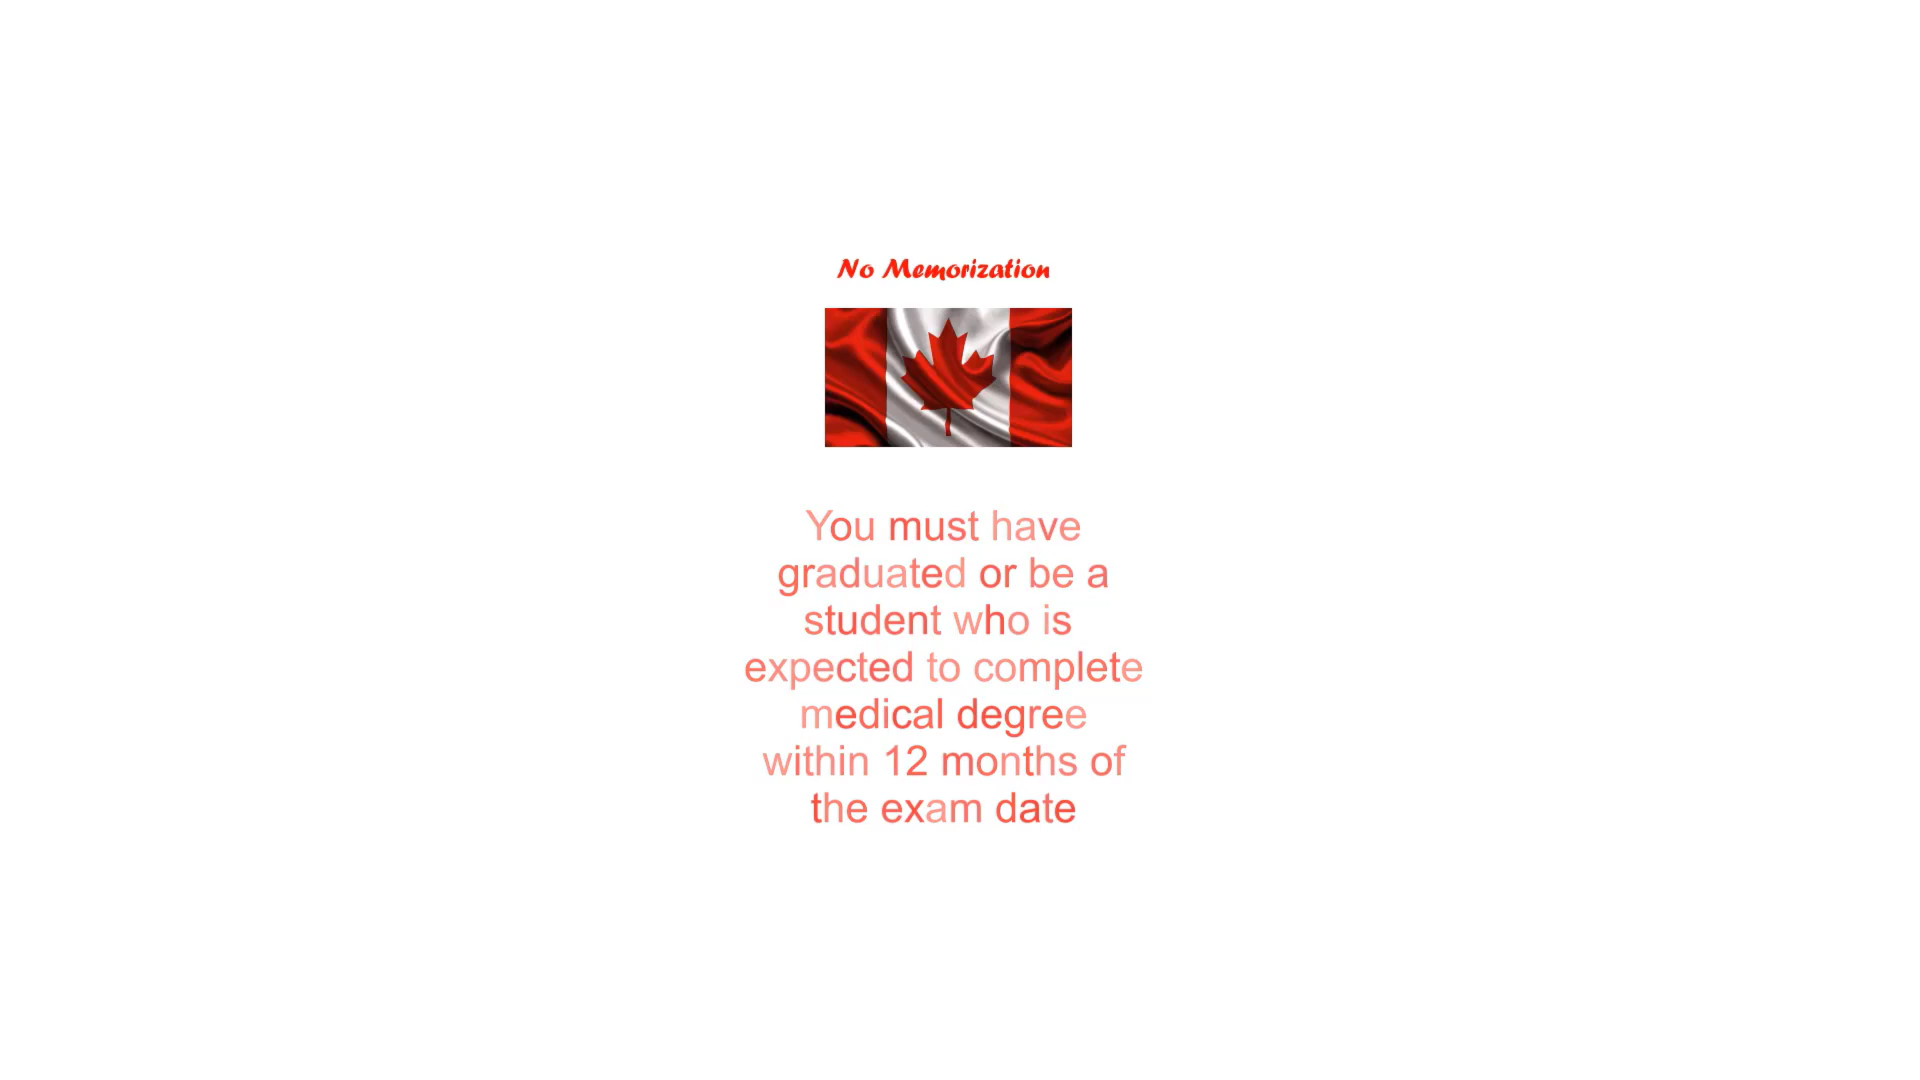 No Memorization
You must have
graduated or be a
student who is
expected to complete
medical degree
within 12 months of
the exam date